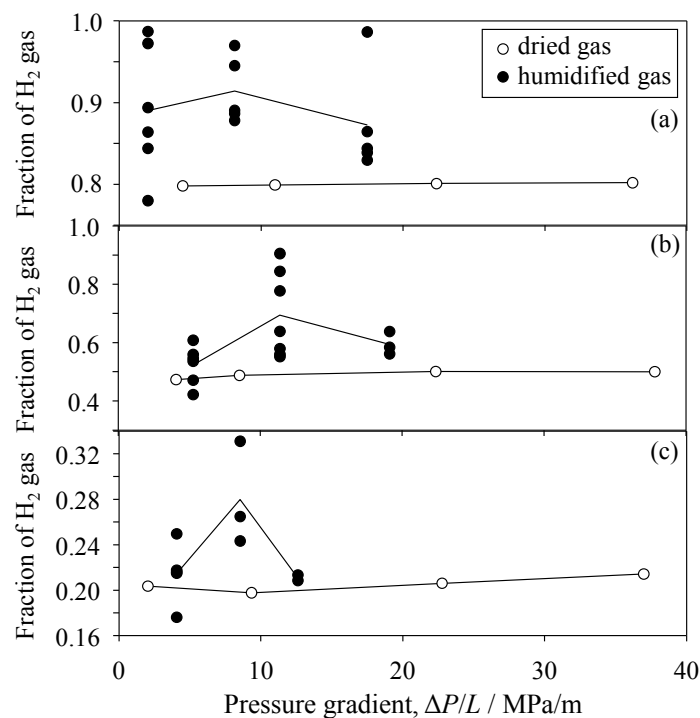 1.0
0.9
0.8
Fraction of H₂ gas
dried gas
humidified gas
(a)
1.0
0.8
0.6
0.4
Fraction of H₂ gas
(b)
0.32
0.28
0.24
0.20
0.16
Fraction of H₂ gas
(c)
0 10 20 30 40
Pressure gradient, ΔP/L / MPa/m